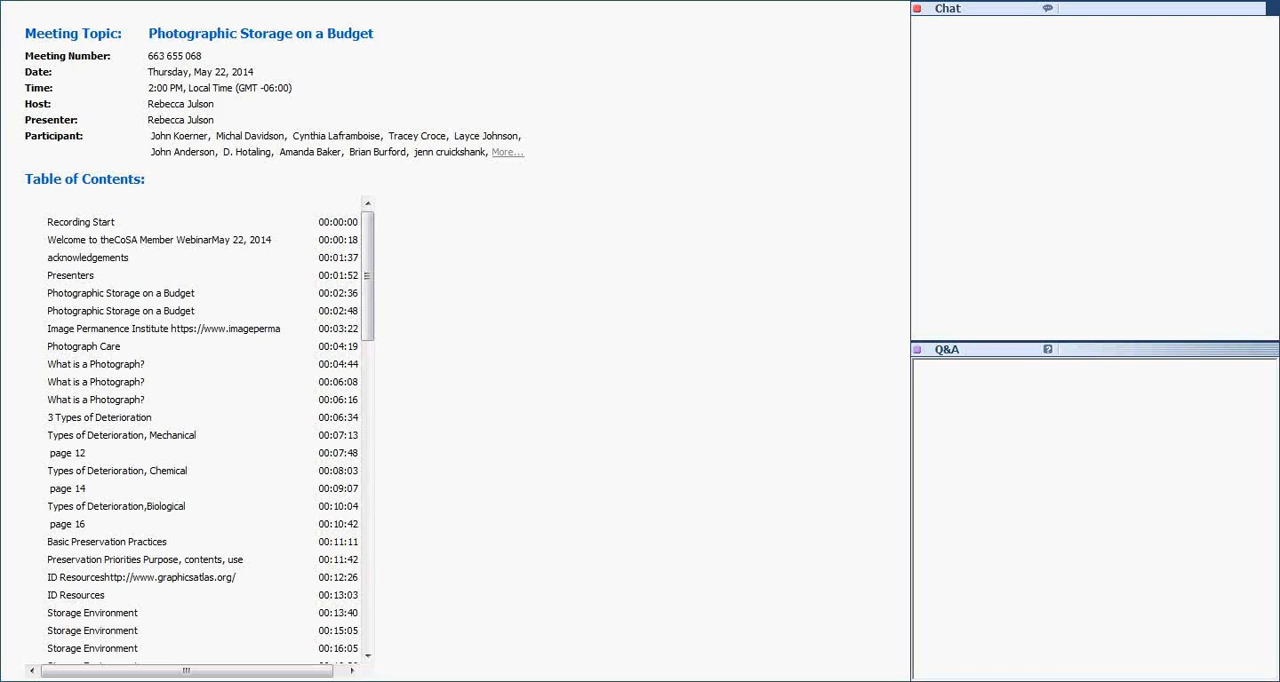 Chat
Meeting Topic: Photographic Storage on a Budget
Meeting Number: 663 655 068
Date: Thursday, May 22, 2014
Time: 2:00 PM, Local Time (GMT -06:00)
Host: Rebecca Julson
Presenter: Rebecca Julson
Participant: John Koerner, Michal Davidson, Cynthia Laframboise, Tracey Croce, Layce Johnson,
John Anderson, D. Hotaling, Amanda Baker, Brian Burford, jenn cruickshank, More...
Table of Contents:
Recording Start 00:00:00
Welcome to theCoSA Member WebinarMay 22, 2014 00:00:18
acknowledgements 00:01:37
Presenters 00:01:52
Photographic Storage on a Budget 00:02:36
Photographic Storage on a Budget 00:02:48
Image Permanence Institute https://www.imageperma 00:03:22
Photograph Care 00:04:19
What is a Photograph? 00:04:44
What is a Photograph? 00:06:08
What is a Photograph? 00:06:16
3 Types of Deterioration 00:06:34
Types of Deterioration, Mechanical 00:07:13
page 12 00:07:48
Types of Deterioration, Chemical 00:08:03
page 14 00:09:07
Types of Deterioration,Biological 00:10:04
page 16 00:10:42
Basic Preservation Practices 00:11:11
Preservation Priorities Purpose, contents, use 00:11:42
ID Resourceshttp://www.graphicsatlas.org/ 00:12:26
ID Resources 00:13:03
Storage Environment 00:13:40
Storage Environment 00:15:05
Storage Environment 00:16:05
Q&A